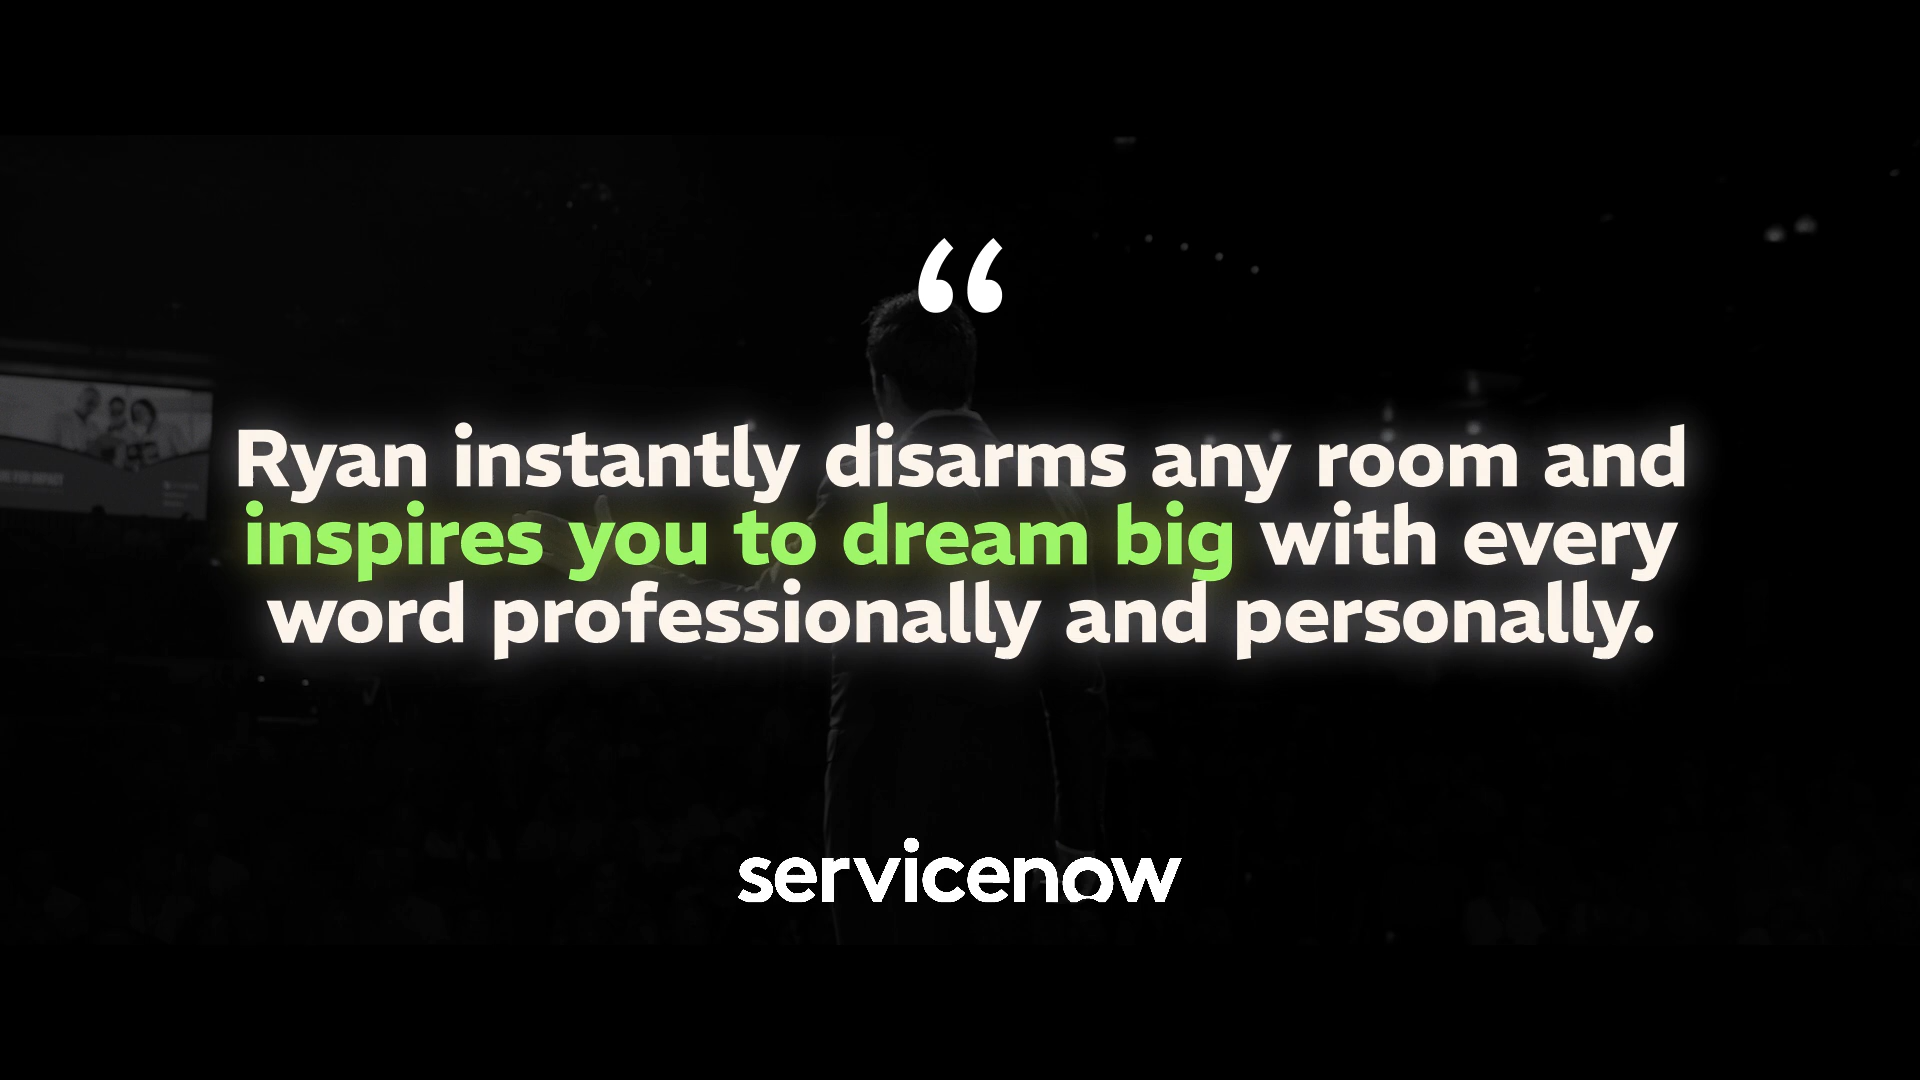 “
Ryan instantly disarms any room and
inspires you to dream big with every
word professionally and personally.
servicenow